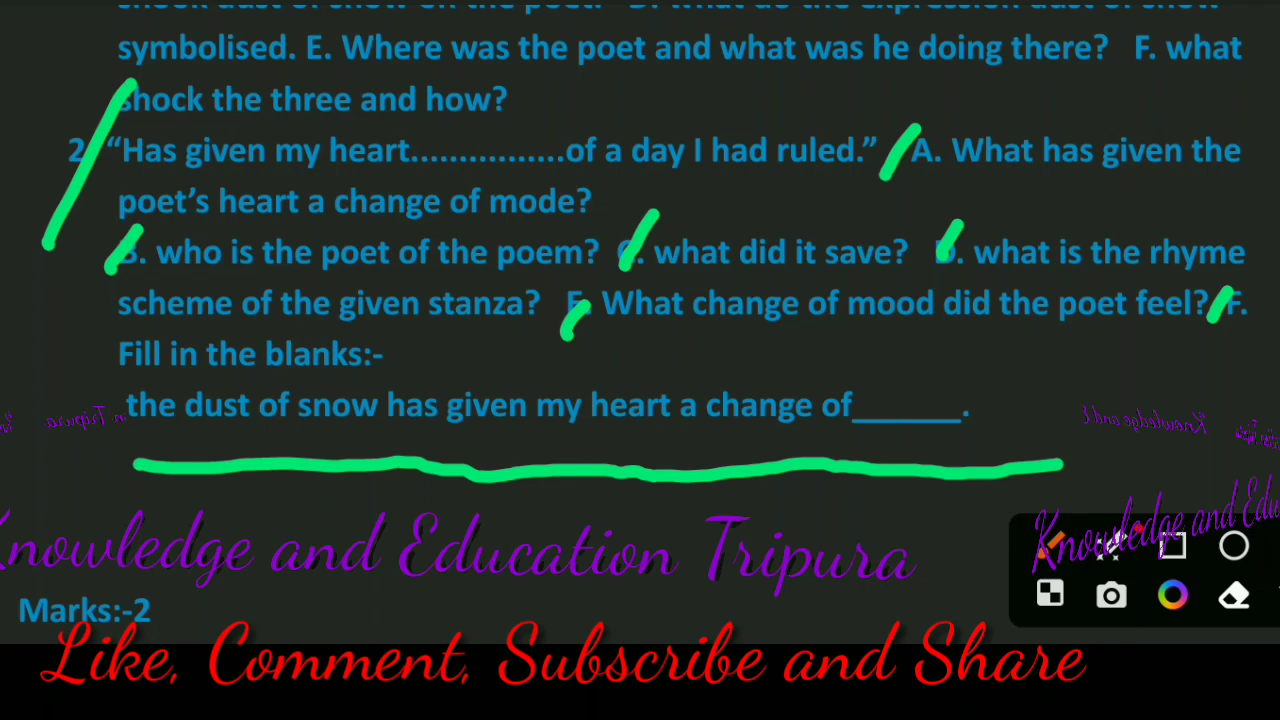 symbolised. E. Where was the poet and what was he doing there? F. what
shock the three and how?
2. “Has given my heart................of a day I had ruled.” A. What has given the
poet’s heart a change of mode?
B. who is the poet of the poem? C. what did it save? D. what is the rhyme
scheme of the given stanza? E. What change of mood did the poet feel? F.
Fill in the blanks:-
the dust of snow has given my heart a change of_______.
Knowledge and Education Tripura
Knowledge and Edu
Marks:-2
Like, Comment, Subscribe and Share